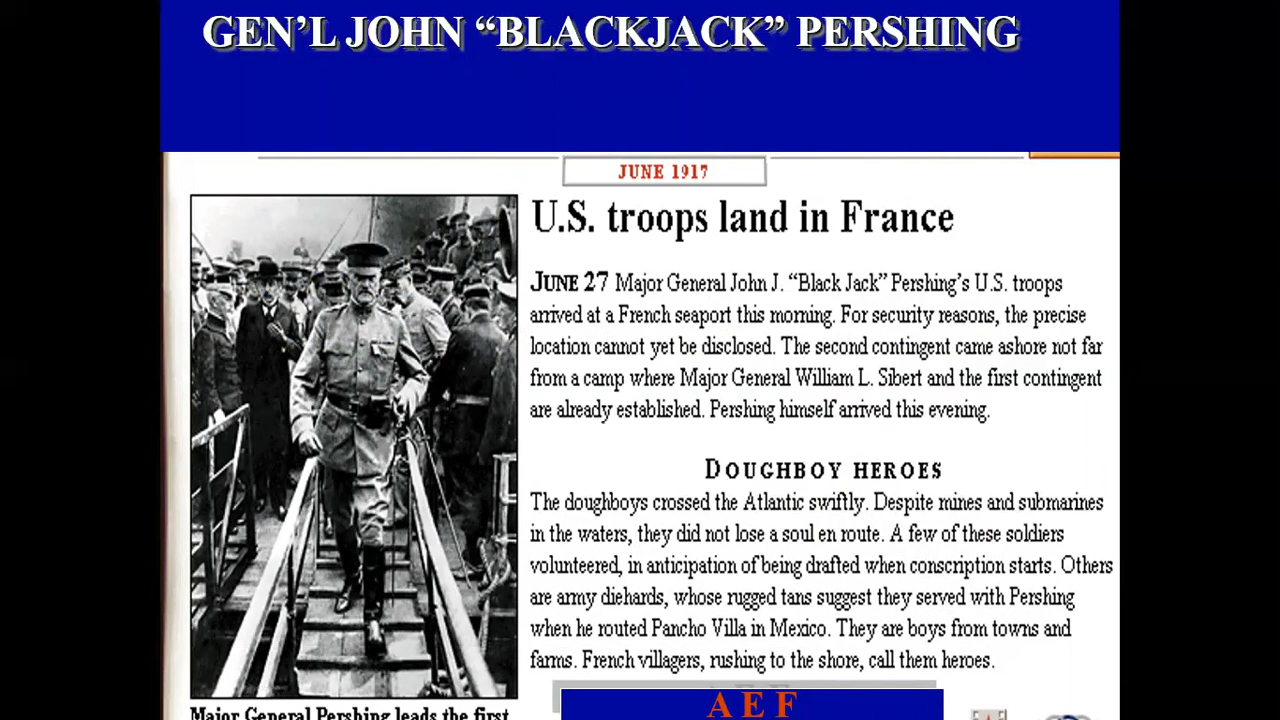 GEN’L JOHN “BLACKJACK” PERSHING
JUNE 1917
U.S. troops land in France
JUNE 27 Major General John J. “Black Jack” Pershing’s U.S. troops
arrived at a French seaport this morning. For security reasons, the precise
location cannot yet be disclosed. The second contingent came ashore not far
from a camp where Major General William L. Sibert and the first contingent
are already established. Pershing himself arrived this evening.
DOUGHBOY HEROES
The doughboys crossed the Atlantic swiftly. Despite mines and submarines
in the waters, they did not lose a soul en route. A few of these soldiers
volunteered, in anticipation of being drafted when conscription starts. Others
are army diehards, whose rugged tans suggest they served with Pershing
when he routed Pancho Villa in Mexico. They are boys from towns and
farms. French villagers, rushing to the shore, call them heroes.
Major General Pershing leads the first
A E F